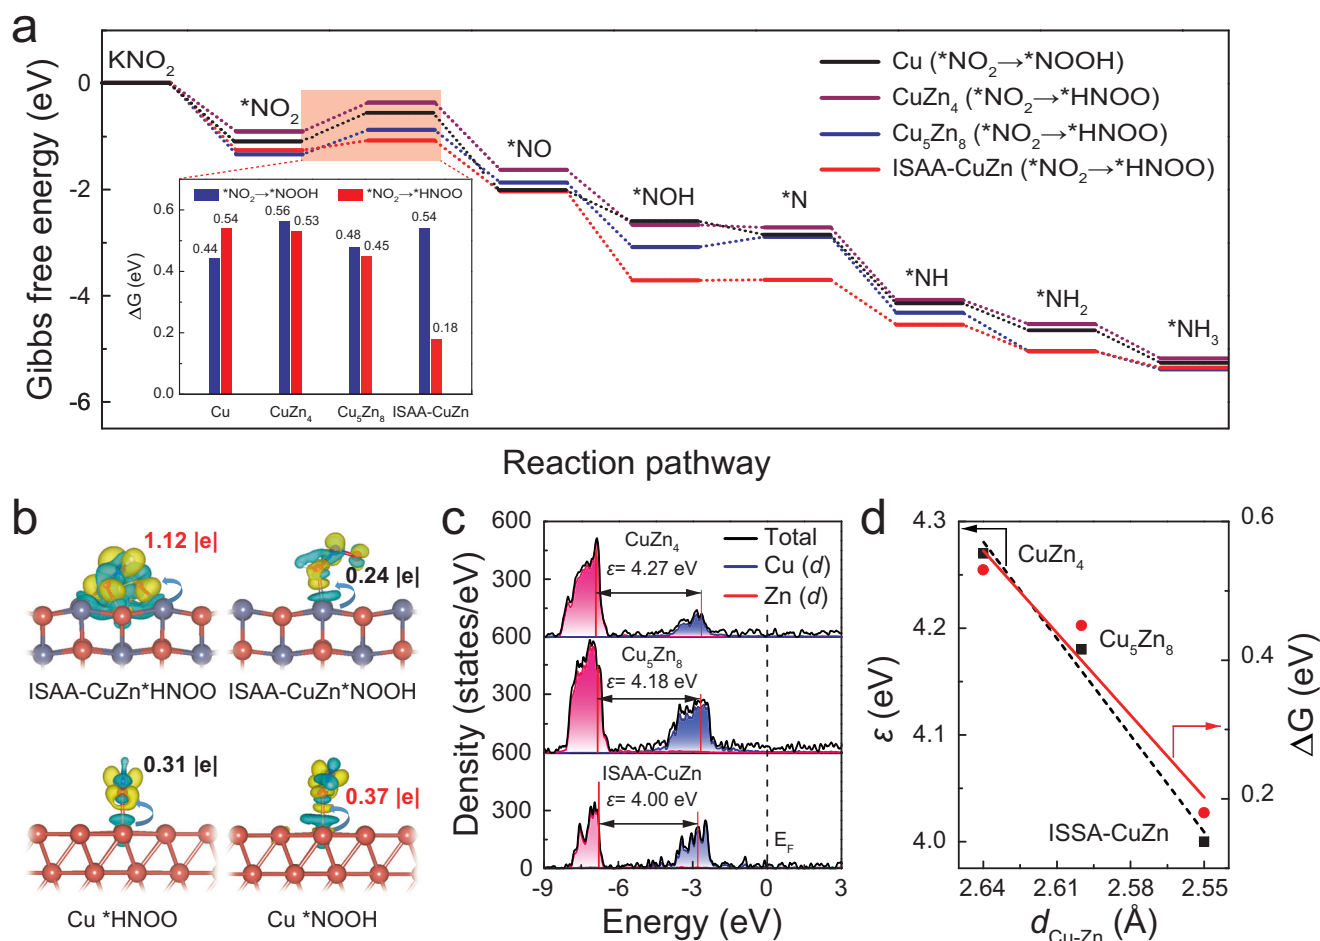 a
Gibbs free energy (eV)
0
-2
-4
-6
KNO2
*NO2
*NO
*NOH
*N
*NH
*NH2
*NH3
Cu (*NO2→*NOOH)
CuZn4 (*NO2→*HNOO)
Cu5Zn8 (*NO2→*HNOO)
ISAA-CuZn (*NO2→*HNOO)
*NO2→*NOOH
*NO2→*HNOO
ΔG (eV)
0.6
0.4
0.2
0.0
0.44
0.54
0.56
0.53
0.48
0.45
0.54
0.18
Cu
CuZn4
Cu5Zn8
ISAA-CuZn
Reaction pathway
b
1.12 |e|
0.24 |e|
ISAA-CuZn*HNOO
ISAA-CuZn*NOOH
0.31 |e|
0.37 |e|
Cu *HNOO
Cu *NOOH
c
Density (states/eV)
600
300
600
300
600
300
0
CuZn4
ε= 4.27 eV
Total
Cu (d)
Zn (d)
Cu5Zn8
ε= 4.18 eV
ISAA-CuZn
ε= 4.00 eV
EF
-9
-6
-3
0
3
Energy (eV)
d
ε (eV)
4.3
4.2
4.1
4.0
CuZn4
Cu5Zn8
ISSA-CuZn
0.6
0.4
0.2
ΔG (eV)
2.64
2.61
2.58
2.55
dCu-Zn (Å)